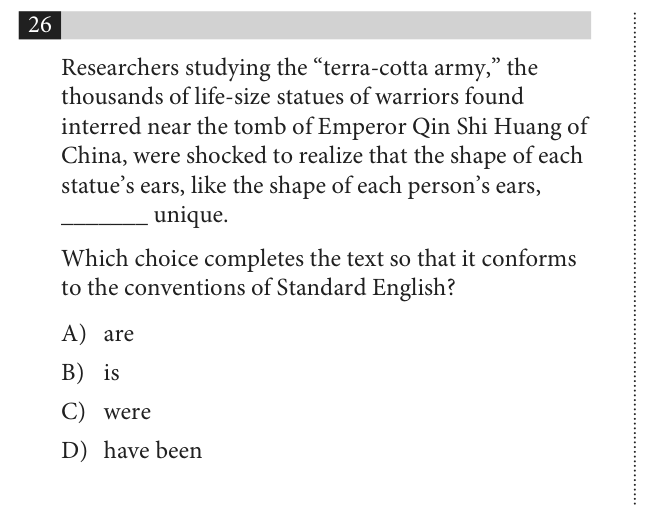 26
Researchers studying the “terra-cotta army,” the
thousands of life-size statues of warriors found
interred near the tomb of Emperor Qin Shi Huang of
China, were shocked to realize that the shape of each
statue’s ears, like the shape of each person’s ears,
_______ unique.
Which choice completes the text so that it conforms
to the conventions of Standard English?
A) are
B) is
C) were
D) have been